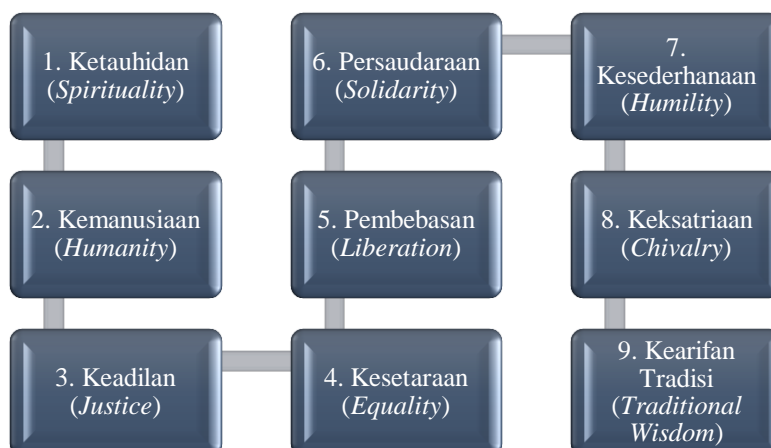 1. Ketauhidan
(Spirituality)
2. Kemanusiaan
(Humanity)
3. Keadilan
(Justice)
4. Kesetaraan
(Equality)
5. Pembebasan
(Liberation)
6. Persaudaraan
(Solidarity)
7.
Kesederhanaan
(Humility)
8. Keksatriaan
(Chivalry)
9. Kearifan
Tradisi
(Traditional
Wisdom)